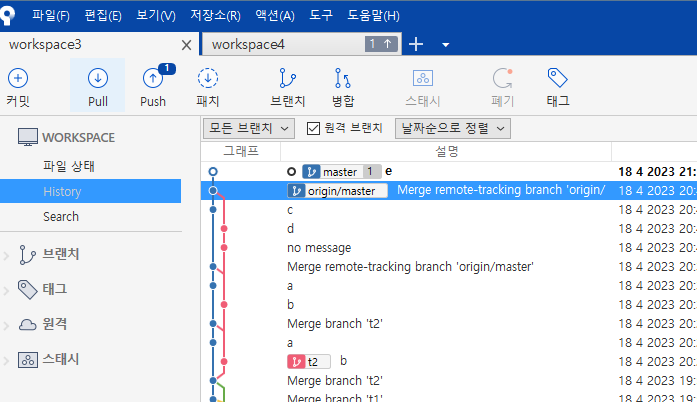 파일(F) 편집(E) 보기(V) 저장소(R) 액션(A) 도구 도움말(H)
workspace3 workspace4 1
1
커밋 Pull Push 패치 브랜치 병합 스태시 폐기 태그
WORKSPACE
파일 상태
History
Search
브랜치
태그
원격
스태시
모든 브랜치 원격 브랜치 날짜순으로 정렬
그래프 설명
master 1 e 18 4 2023 21:
origin/master Merge remote-tracking branch 'origin/ 18 4 2023 20:
c 18 4 2023 20:
d 18 4 2023 20:
no message 18 4 2023 20:
Merge remote-tracking branch 'origin/master' 18 4 2023 20:
a 18 4 2023 20:
b 18 4 2023 20:
Merge branch 't2' 18 4 2023 20:
a 18 4 2023 20:
t2 b 18 4 2023 20:
Merge branch 't2' 18 4 2023 19:
Merge branch 't1' 18 4 2023 19: